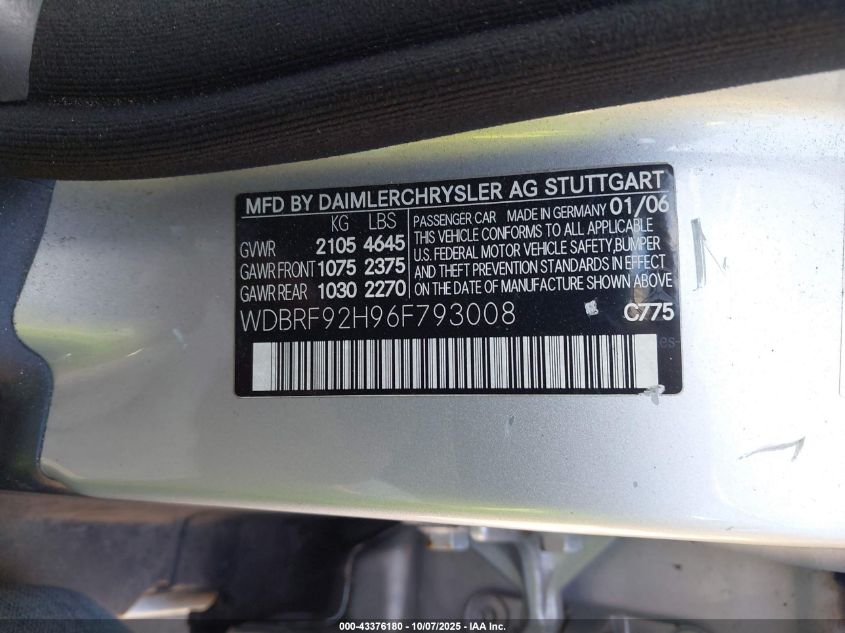 MFD BY DAIMLERCHRYSLER AG STUTTGART
KG LBS
GVWR 2105 4645
GAWR FRONT 1075 2375
GAWR REAR 1030 2270
PASSENGER CAR MADE IN GERMANY 01/06
THIS VEHICLE CONFORMS TO ALL APPLICABLE
U.S. FEDERAL MOTOR VEHICLE SAFETY, BUMPER
AND THEFT PREVENTION STANDARDS IN EFFECT
ON THE DATE OF MANUFACTURE SHOWN ABOVE
WDBRF92H96F793008
C775
es-
000-43376180 - 10/07/2025 - IAA Inc.